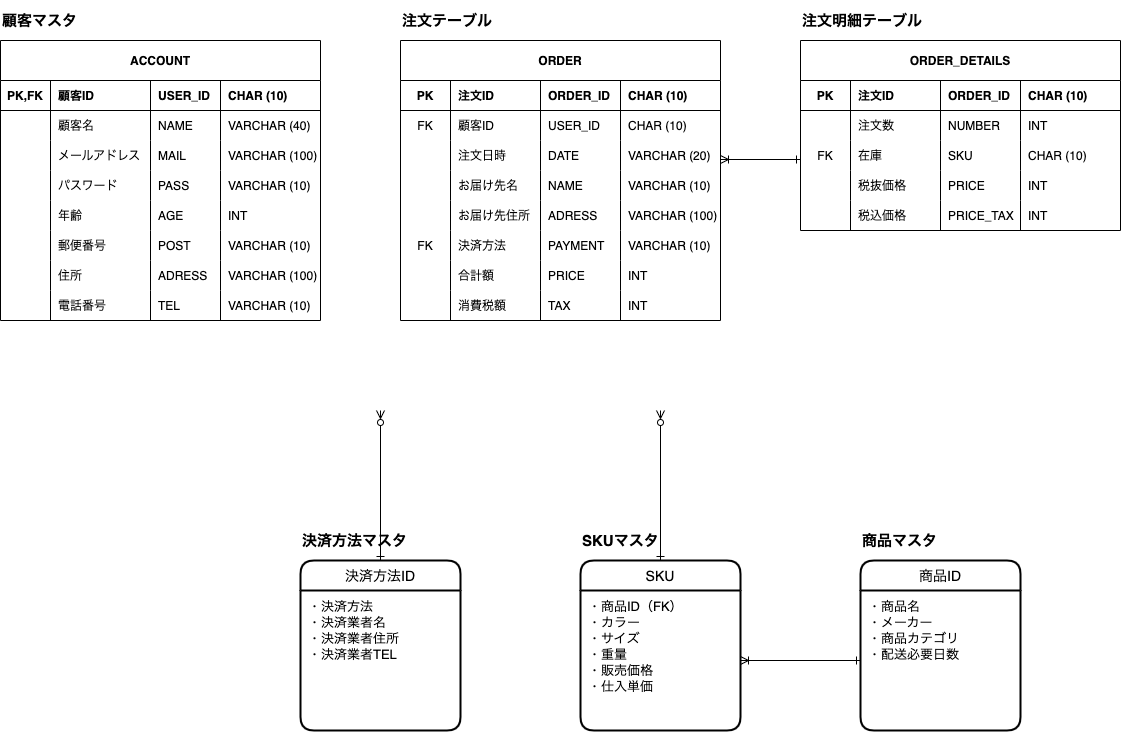 顧客マスタ
ACCOUNT
PK,FK 顧客ID USER_ID CHAR (10)
顧客名 NAME VARCHAR (40)
メールアドレス MAIL VARCHAR (100)
パスワード PASS VARCHAR (10)
年齢 AGE INT
郵便番号 POST VARCHAR (10)
住所 ADRESS VARCHAR (100)
電話番号 TEL VARCHAR (10)
注文テーブル
ORDER
PK 注文ID ORDER_ID CHAR (10)
FK 顧客ID USER_ID CHAR (10)
注文日時 DATE VARCHAR (20)
お届け先名 NAME VARCHAR (10)
お届け先住所 ADRESS VARCHAR (100)
FK 決済方法 PAYMENT VARCHAR (10)
合計額 PRICE INT
消費税額 TAX INT
注文明細テーブル
ORDER_DETAILS
PK 注文ID ORDER_ID CHAR (10)
注文数 NUMBER INT
FK 在庫 SKU CHAR (10)
税抜価格 PRICE INT
税込価格 PRICE_TAX INT
決済方法マスタ
決済方法ID
・決済方法
・決済業者名
・決済業者住所
・決済業者TEL
SKUマスタ
SKU
・商品ID（FK）
・カラー
・サイズ
・重量
・販売価格
・仕入単価
商品マスタ
商品ID
・商品名
・メーカー
・商品カテゴリ
・配送必要日数